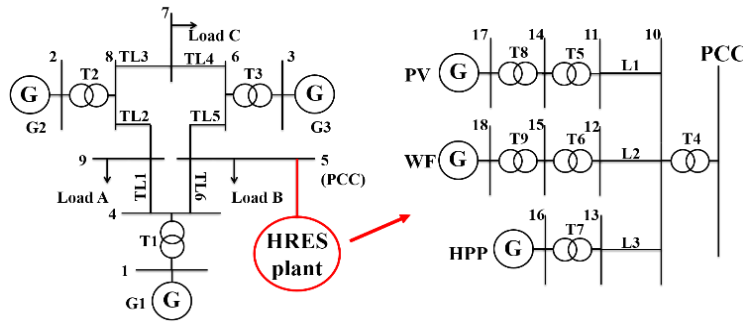 7
Load C
2
8
TL3
TL4
6
3
T2
T3
G
G
G2
G3
TL2
TL5
9
5
(PCC)
Load A
TL1
TL6
Load B
4
T1
HRES
plant
1
G1
G
17
14
11
10
PCC
T8
T5
PV
G
L1
18
15
12
T9
T6
T4
WF
G
L2
16
13
T7
HPP
G
L3